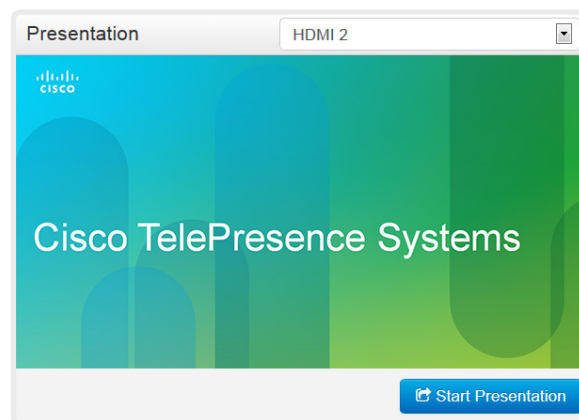 Presentation
HDMI 2
CISCO
Cisco TelePresence Systems
Start Presentation